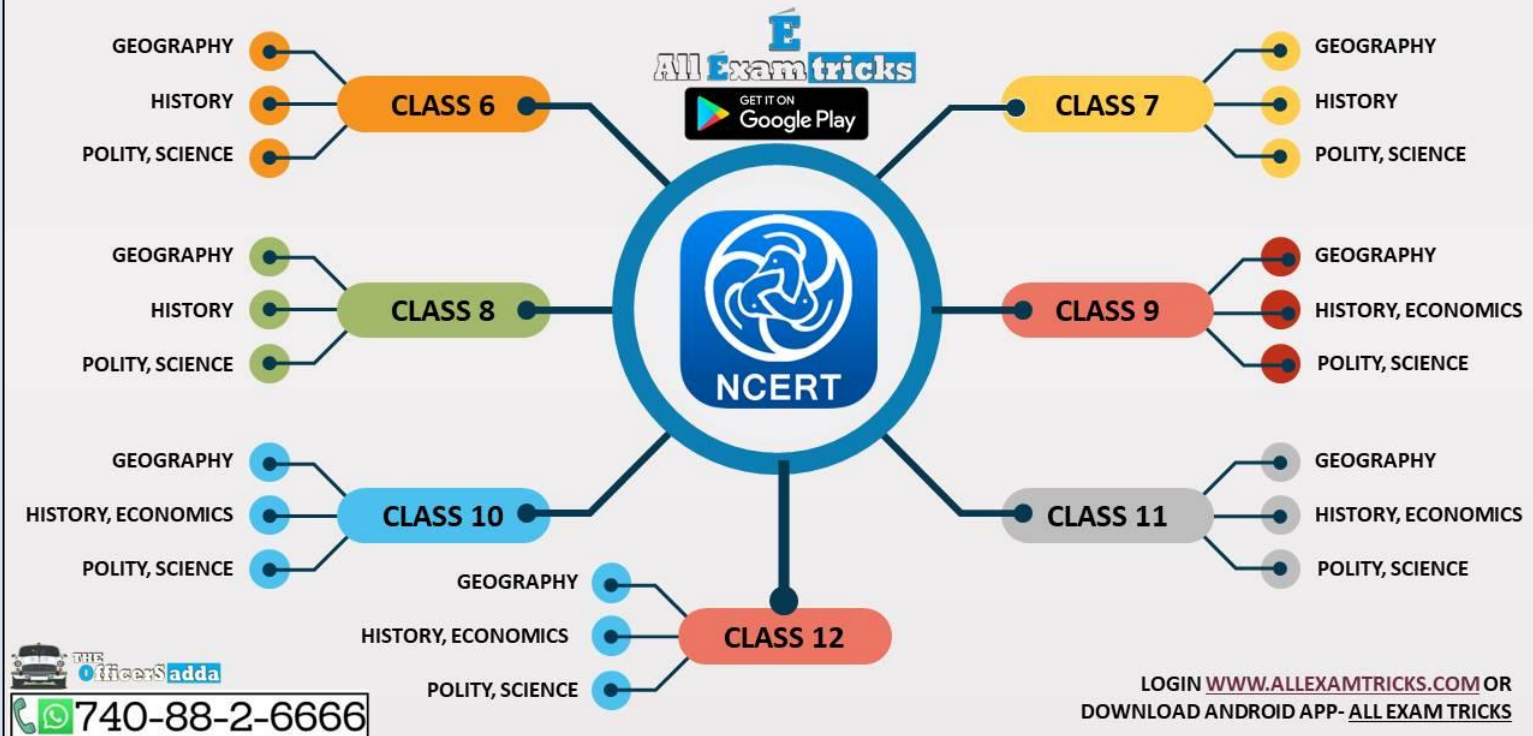 E
All Exam tricks
GET IT ON
Google Play
GEOGRAPHY
HISTORY
POLITY, SCIENCE
CLASS 6
GEOGRAPHY
HISTORY
POLITY, SCIENCE
CLASS 7
GEOGRAPHY
HISTORY
POLITY, SCIENCE
CLASS 8
NCERT
GEOGRAPHY
HISTORY, ECONOMICS
POLITY, SCIENCE
CLASS 9
GEOGRAPHY
HISTORY, ECONOMICS
POLITY, SCIENCE
CLASS 10
GEOGRAPHY
HISTORY, ECONOMICS
POLITY, SCIENCE
CLASS 11
GEOGRAPHY
HISTORY, ECONOMICS
POLITY, SCIENCE
CLASS 12
THE
OfficerS adda
740-88-2-6666
LOGIN WWW.ALLEXAMTRICKS.COM OR
DOWNLOAD ANDROID APP- ALL EXAM TRICKS